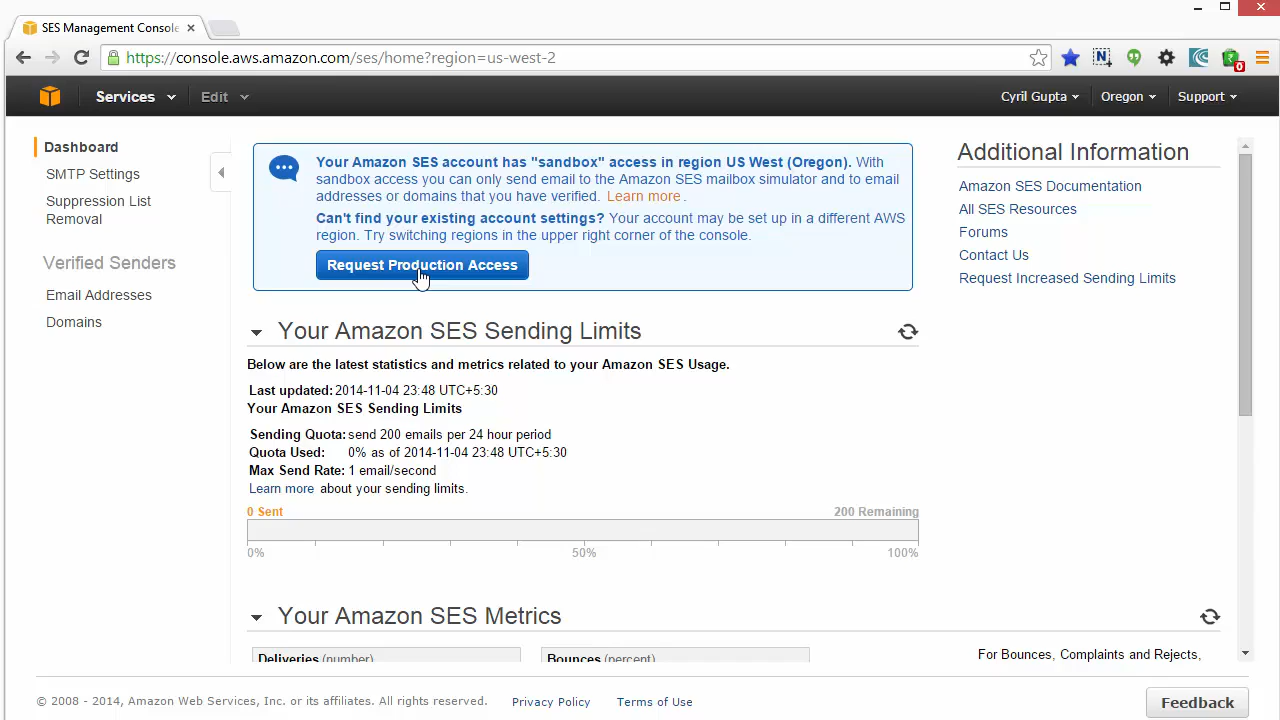 SES Management Console
https://console.aws.amazon.com/ses/home?region=us-west-2
0
Services Edit Cyril Gupta Oregon Support
Dashboard
SMTP Settings
Suppression List
Removal
Verified Senders
Email Addresses
Domains
Your Amazon SES account has "sandbox" access in region US West (Oregon). With
sandbox access you can only send email to the Amazon SES mailbox simulator and to email
addresses or domains that you have verified. Learn more .
Can't find your existing account settings? Your account may be set up in a different AWS
region. Try switching regions in the upper right corner of the console.
Request Production Access
Your Amazon SES Sending Limits
Below are the latest statistics and metrics related to your Amazon SES Usage.
Last updated: 2014-11-04 23:48 UTC+5:30
Your Amazon SES Sending Limits
Sending Quota: send 200 emails per 24 hour period
Quota Used: 0% as of 2014-11-04 23:48 UTC+5:30
Max Send Rate: 1 email/second
Learn more about your sending limits.
0 Sent 200 Remaining
0% 50% 100%
Your Amazon SES Metrics
Deliveries (number) Bounces (percent)
For Bounces, Complaints and Rejects,
Additional Information
Amazon SES Documentation
All SES Resources
Forums
Contact Us
Request Increased Sending Limits
© 2008 - 2014, Amazon Web Services, Inc. or its affiliates. All rights reserved. Privacy Policy Terms of Use
Feedback